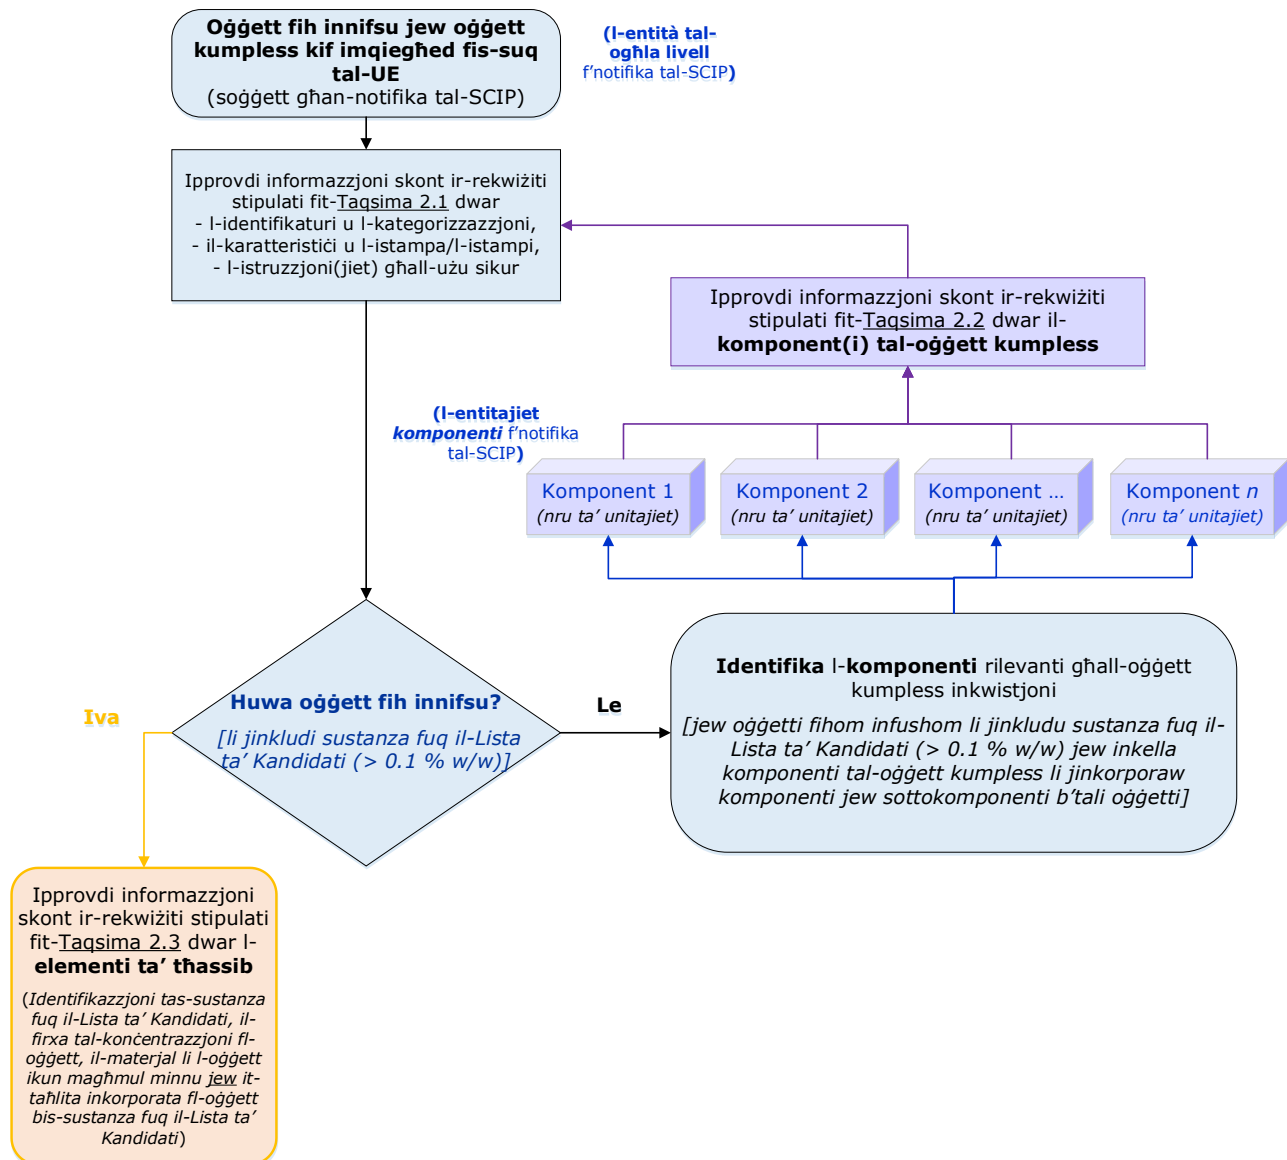 Oġġett fih innifsu jew oġġett
kumpless kif imqiegħed fis-suq
tal-UE
(soġġett għan-notifika tal-SCIP)
(l-entità tal-
ogħla livell
f’notifika tal-SCIP)
Ipprovdi informazzjoni skont ir-rekwiżiti
stipulati fit-Taqsima 2.1 dwar
- l-identifikaturi u l-kategorizzazzjoni,
- il-karatteristiċi u l-istampa/l-istampi,
- l-istruzzjoni(jiet) għall-użu sikur
Ipprovdi informazzjoni skont ir-rekwiżiti
stipulati fit-Taqsima 2.2 dwar il-
komponent(i) tal-oġġett kumpless
(l-entitajiet
komponenti f’notifika
tal-SCIP)
Komponent 1
(nru ta’ unitajiet)
Komponent 2
(nru ta’ unitajiet)
Komponent …
(nru ta’ unitajiet)
Komponent n
(nru ta’ unitajiet)
Huwa oġġett fih innifsu?
[li jinkludi sustanza fuq il-Lista
ta’ Kandidati (> 0.1 % w/w)]
Iva
Le
Identifika l-komponenti rilevanti għall-oġġett
kumpless inkwistjoni
[jew oġġetti fihom infushom li jinkludu sustanza fuq il-
Lista ta’ Kandidati (> 0.1 % w/w) jew inkella
komponenti tal-oġġett kumpless li jinkorporaw
komponenti jew sottokomponenti b’tali oġġetti]
Ipprovdi informazzjoni
skont ir-rekwiżiti stipulati
fit-Taqsima 2.3 dwar l-
elementi ta’ tħassib
(Identifikazzjoni tas-sustanza
fuq il-Lista ta’ Kandidati, il-
firxa tal-konċentrazzjoni fl-
oġġett, il-materjal li l-oġġett
ikun magħmul minnu jew it-
taħlita inkorporata fl-oġġett
bis-sustanza fuq il-Lista ta’
Kandidati)